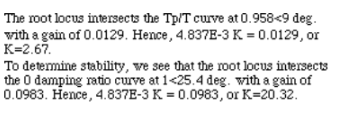 The root locus intersects the Tp/T curve at 0.958<9 deg.
with a gain of 0.0129. Hence, 4.837E-3 K = 0.0129, or
K=2.67.
To determine stability, we see that the root locus intersects
the 0 damping ratio curve at 1<25.4 deg. with a gain of
0.0983. Hence, 4.837E-3 K = 0.0983, or K=20.32.